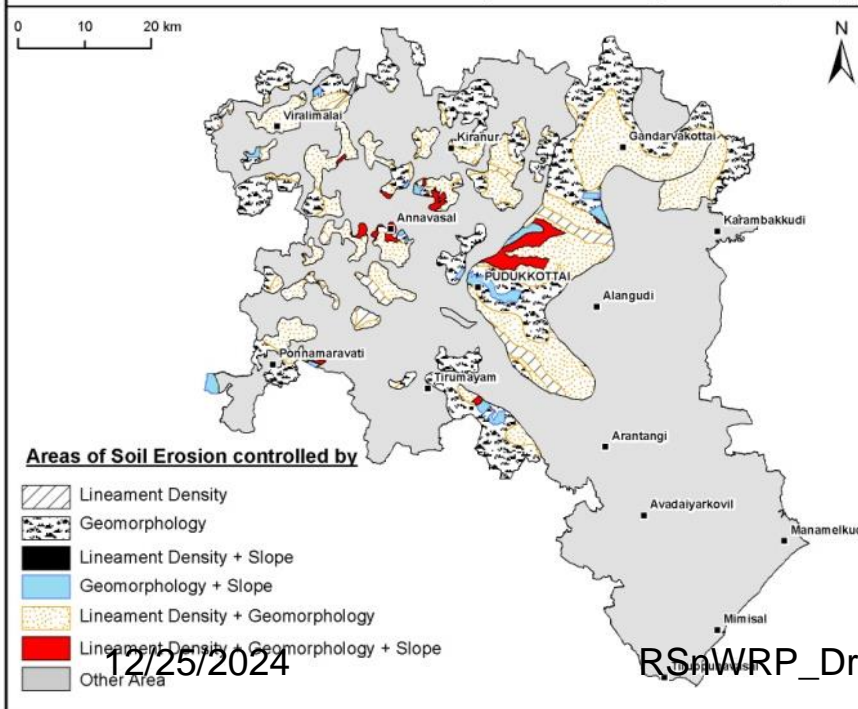 0 10 20 km
N
Viralimalai
Kiranur
Gandarvakottai
Annavasal
Karambakkudi
PUDUKKOTTAI
Alangudi
Ponnamaravati
Tirumayam
Arantangi
Avadaiyarkovil
Mimisal
Areas of Soil Erosion controlled by
Lineament Density
Geomorphology
Lineament Density + Slope
Geomorphology + Slope
Lineament Density + Geomorphology
Lineament Density + Geomorphology + Slope
Other Area
12/25/2024
RSnWRP_Dr